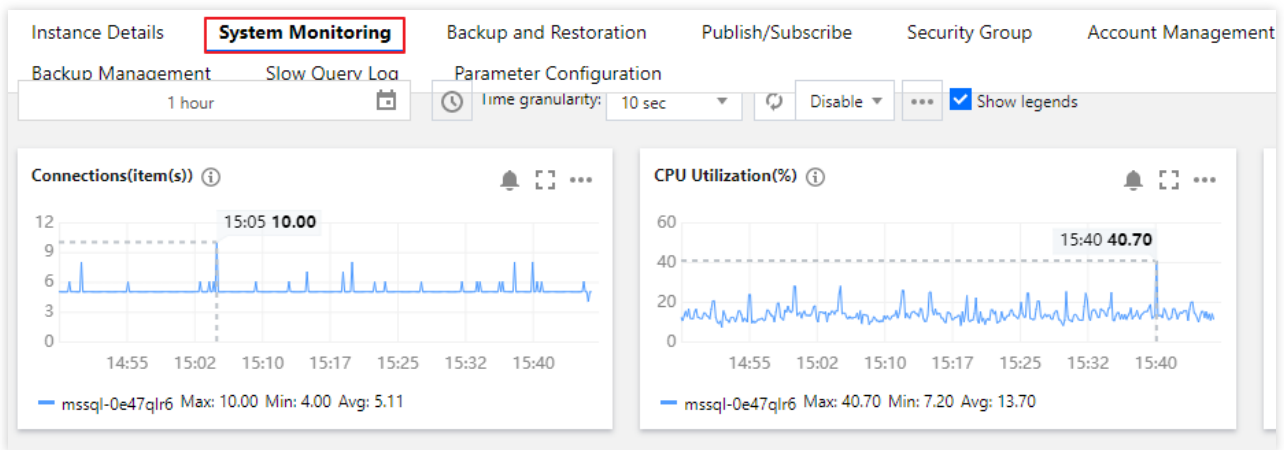 Instance Details System Monitoring Backup and Restoration Publish/Subscribe Security Group Account Management
Backup Management Slow Query Log Parameter Configuration
1 hour Time granularity: 10 sec Disable ••• Show legends
Connections(item(s))
12
9
6
3
0
15:05 10.00
14:55 15:02 15:10 15:17 15:25 15:32 15:40
mssql-0e47qlr6 Max: 10.00 Min: 4.00 Avg: 5.11
CPU Utilization(%)
60
40
20
0
15:40 40.70
14:55 15:02 15:10 15:17 15:25 15:32 15:40
mssql-0e47qlr6 Max: 40.70 Min: 7.20 Avg: 13.70